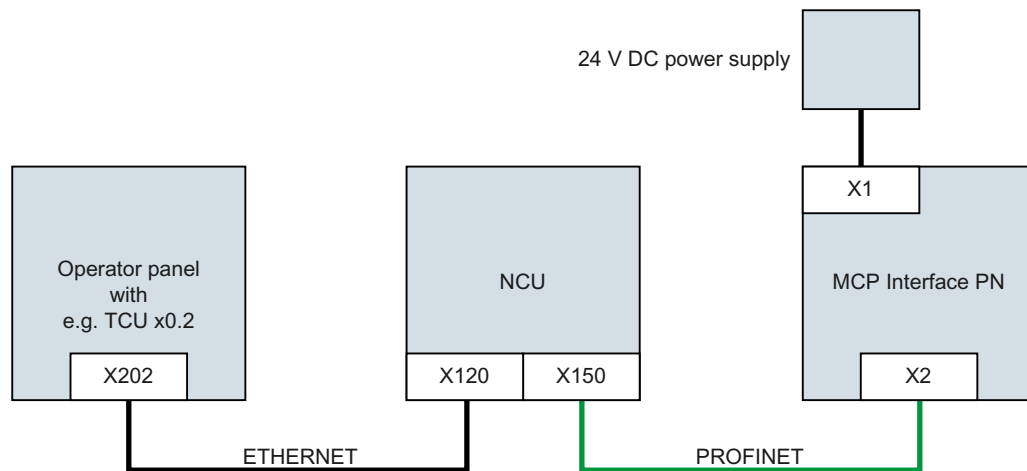 24 V DC power supply
X1
Operator panel
with
e.g. TCU x0.2
NCU
MCP Interface PN
X202
X120
X150
X2
ETHERNET
PROFINET